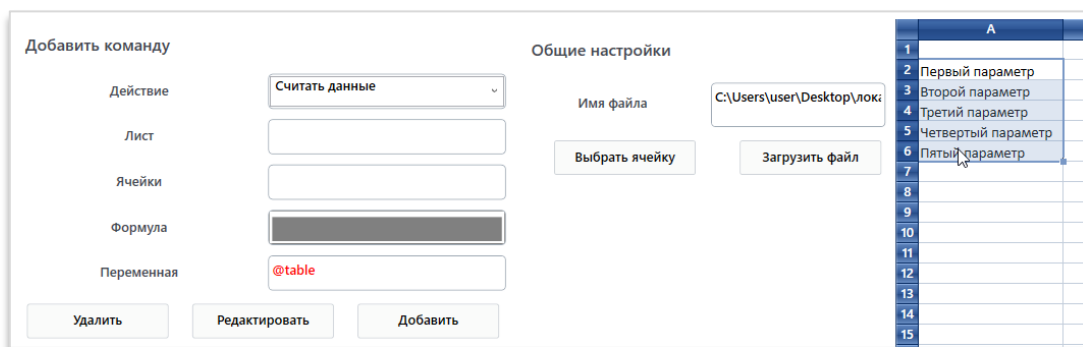 Добавить команду
Действие
Считать данные
Лист
Ячейки
Формула
Переменная
@table
Удалить
Редактировать
Добавить
Общие настройки
Имя файла
C:\Users\user\Desktop\лока
Выбрать ячейку
Загрузить файл
A
1
2 Первый параметр
3 Второй параметр
4 Третий параметр
5 Четвертый параметр
6 Пятый параметр
7
8
9
10
11
12
13
14
15